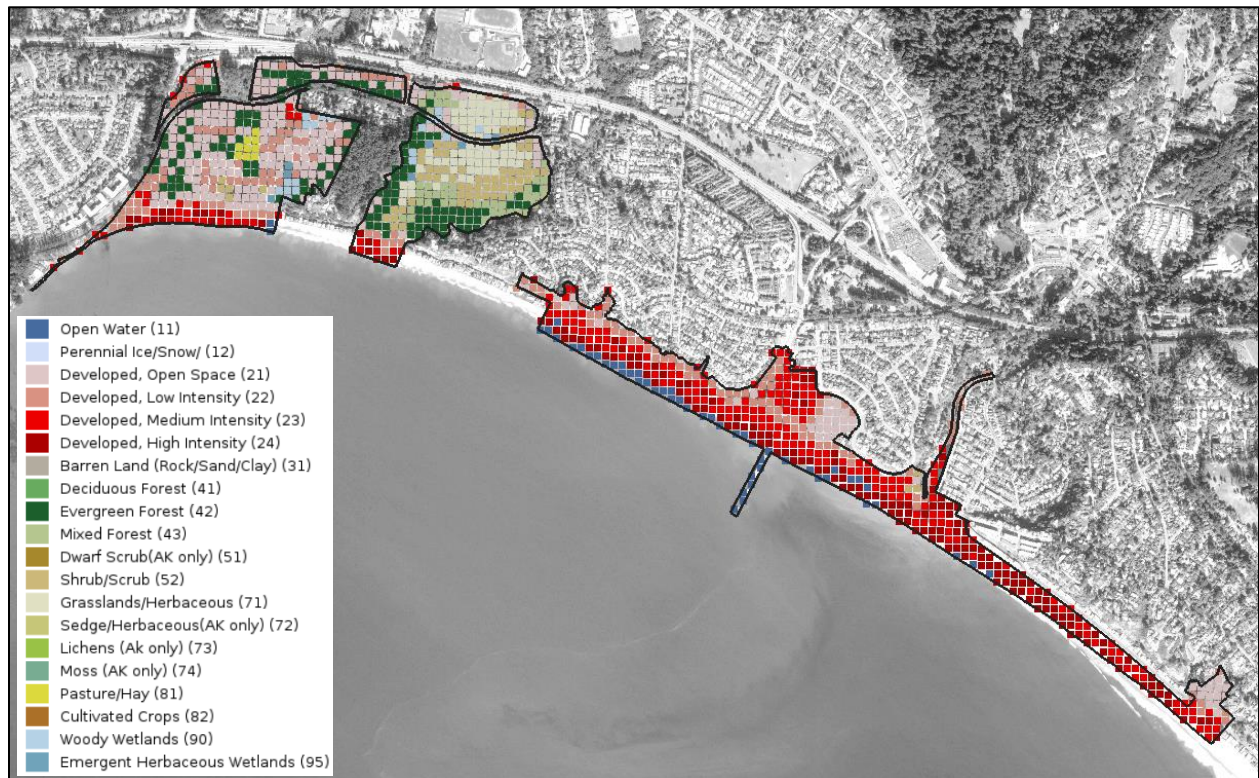 Open Water (11)
Perennial Ice/Snow/ (12)
Developed, Open Space (21)
Developed, Low Intensity (22)
Developed, Medium Intensity (23)
Developed, High Intensity (24)
Barren Land (Rock/Sand/Clay) (31)
Deciduous Forest (41)
Evergreen Forest (42)
Mixed Forest (43)
Dwarf Scrub(AK only) (51)
Shrub/Scrub (52)
Grasslands/Herbaceous (71)
Sedge/Herbaceous(AK only) (72)
Lichens (Ak only) (73)
Moss (AK only) (74)
Pasture/Hay (81)
Cultivated Crops (82)
Woody Wetlands (90)
Emergent Herbaceous Wetlands (95)